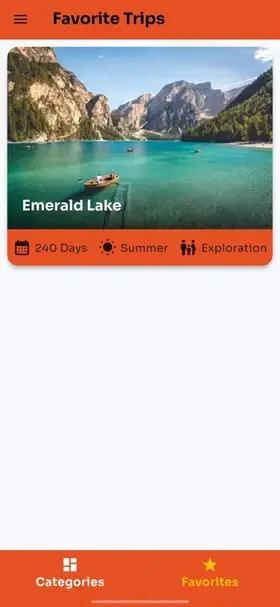 Favorite Trips
Emerald Lake
240 Days Summer Exploration
Categories Favorites